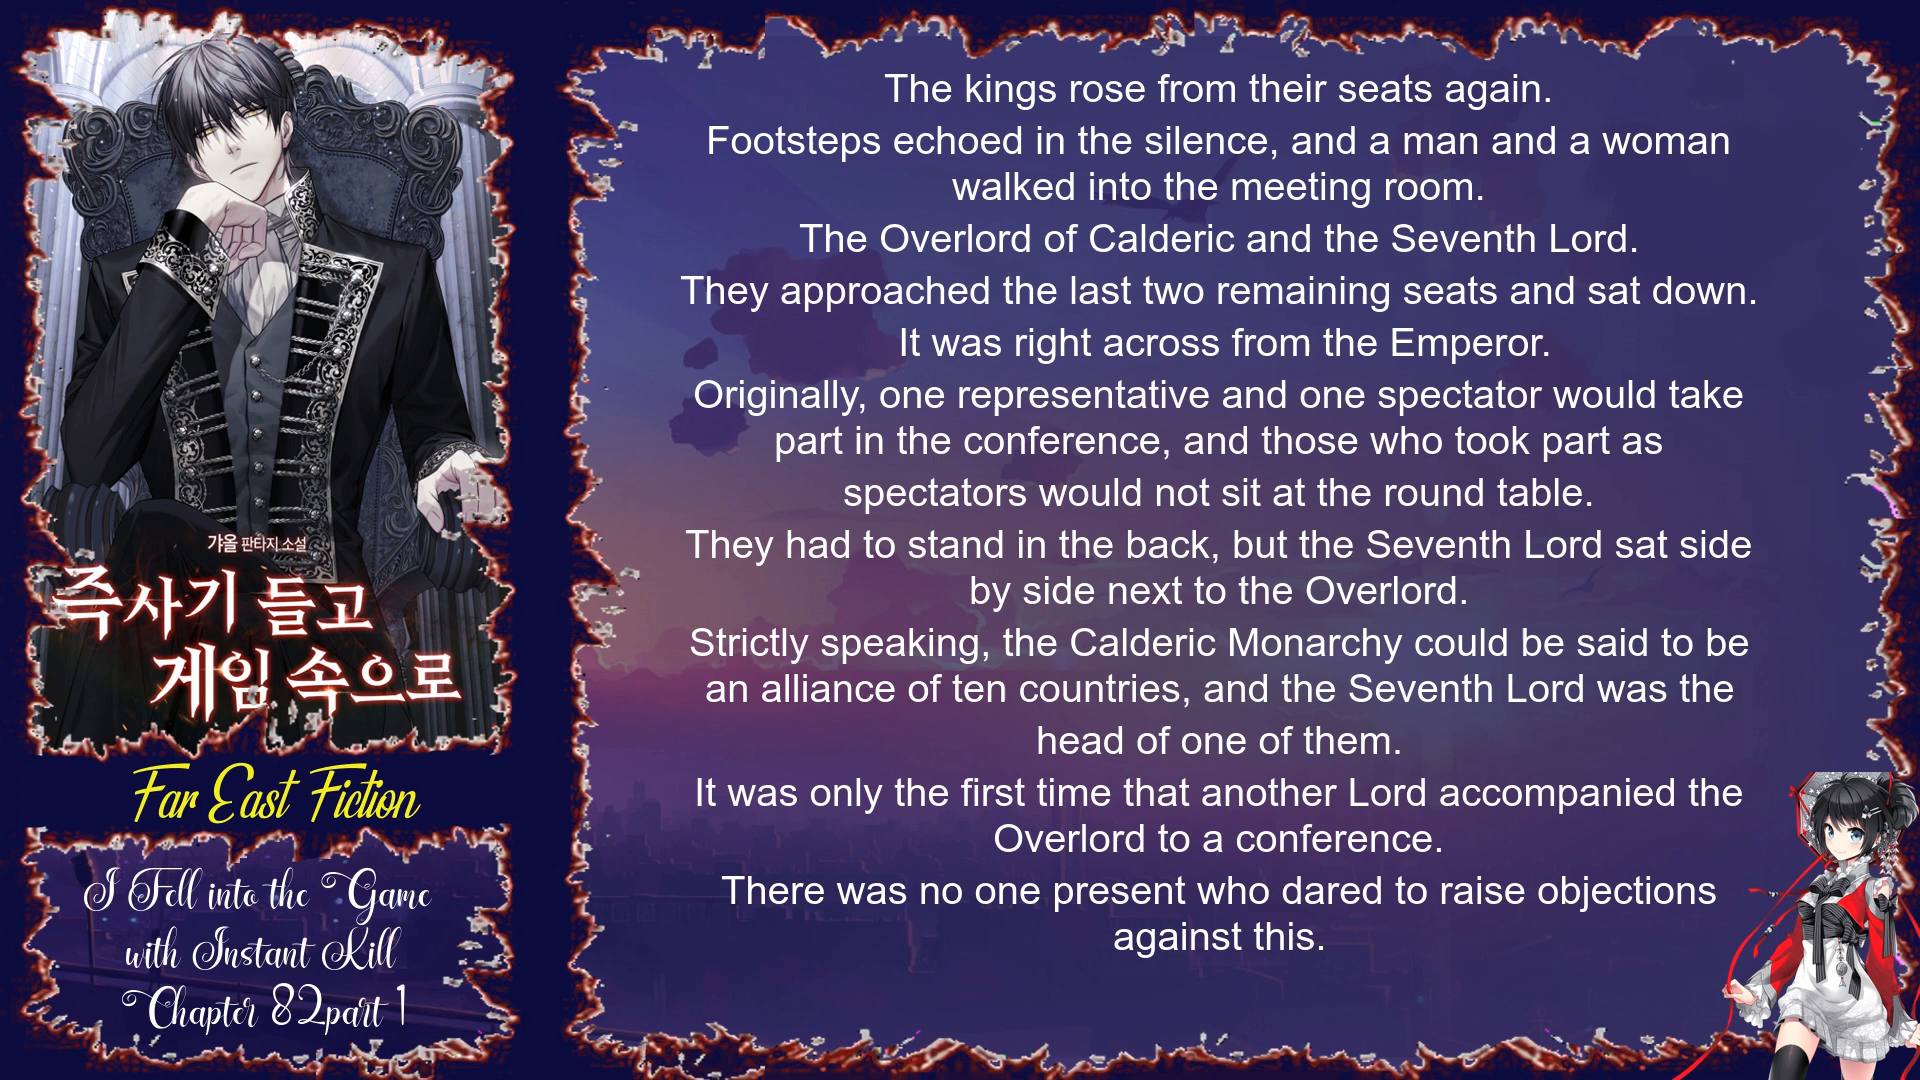 갸올 판타지 소설
즉사기 들고
게임 속으로
Far East Fiction
I Fell into the Game
with Instant Kill
Chapter 82part 1
The kings rose from their seats again.
Footsteps echoed in the silence, and a man and a woman
walked into the meeting room.
The Overlord of Calderic and the Seventh Lord.
They approached the last two remaining seats and sat down.
It was right across from the Emperor.
Originally, one representative and one spectator would take
part in the conference, and those who took part as
spectators would not sit at the round table.
They had to stand in the back, but the Seventh Lord sat side
by side next to the Overlord.
Strictly speaking, the Calderic Monarchy could be said to be
an alliance of ten countries, and the Seventh Lord was the
head of one of them.
It was only the first time that another Lord accompanied the
Overlord to a conference.
There was no one present who dared to raise objections
against this.